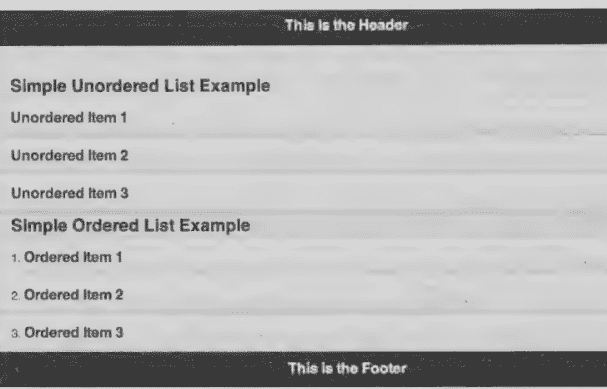 This is the Header
Simple Unordered List Example
Unordered Item 1
Unordered Item 2
Unordered Item 3
Simple Ordered List Example
1. Ordered Item 1
2. Ordered Item 2
3. Ordered Item 3
This is the Footer